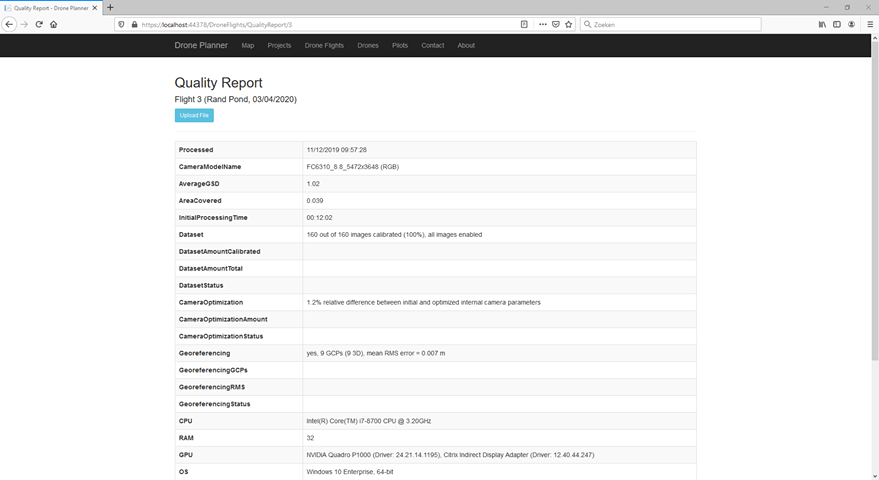 Quality Report - Drone Planner
https://localhost:44378/DroneFlights/QualityReport/3
Zoeken
Drone Planner Map Projects Drone Flights Drones Pilots Contact About
Quality Report
Flight 3 (Rand Pond, 03/04/2020)
Upload File
Processed 11/12/2019 09:57:28
CameraModelName FC6310_8.8_5472x3648 (RGB)
AverageGSD 1.02
AreaCovered 0.039
InitialProcessingTime 00:12:02
Dataset 160 out of 160 images calibrated (100%), all images enabled
DatasetAmountCalibrated
DatasetAmountTotal
DatasetStatus
CameraOptimization 1.2% relative difference between initial and optimized internal camera parameters
CameraOptimizationAmount
CameraOptimizationStatus
Georeferencing yes, 9 GCPs (9 3D), mean RMS error = 0.007 m
GeoreferencingGCPs
GeoreferencingRMS
GeoreferencingStatus
CPU Intel(R) Core(TM) i7-8700 CPU @ 3.20GHz
RAM 32
GPU NVIDIA Quadro P1000 (Driver: 24.21.14.1195), Citrix Indirect Display Adapter (Driver: 12.40.44.247)
OS Windows 10 Enterprise, 64-bit